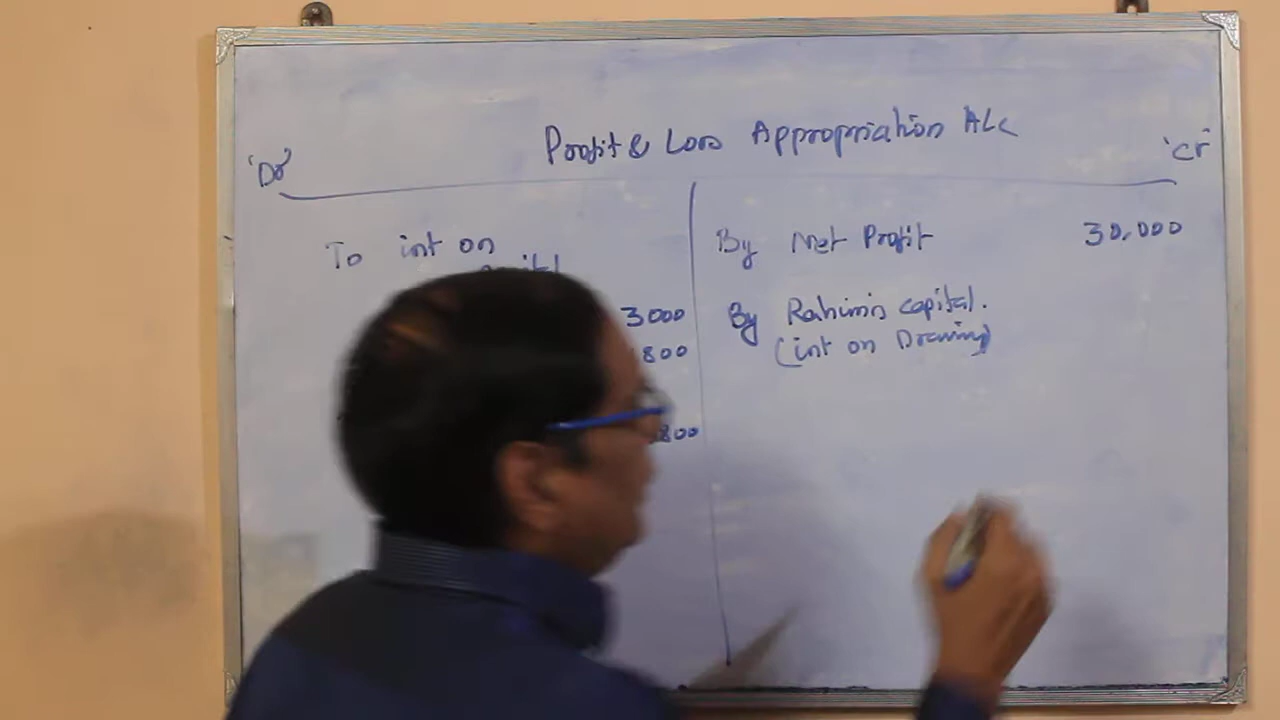 Profit & Loss Appropriation A/c
'Dr'
'Cr'
To int on
3000
800
800
By Net Profit 30,000
By Rahim's capital.
(int on Drawing)